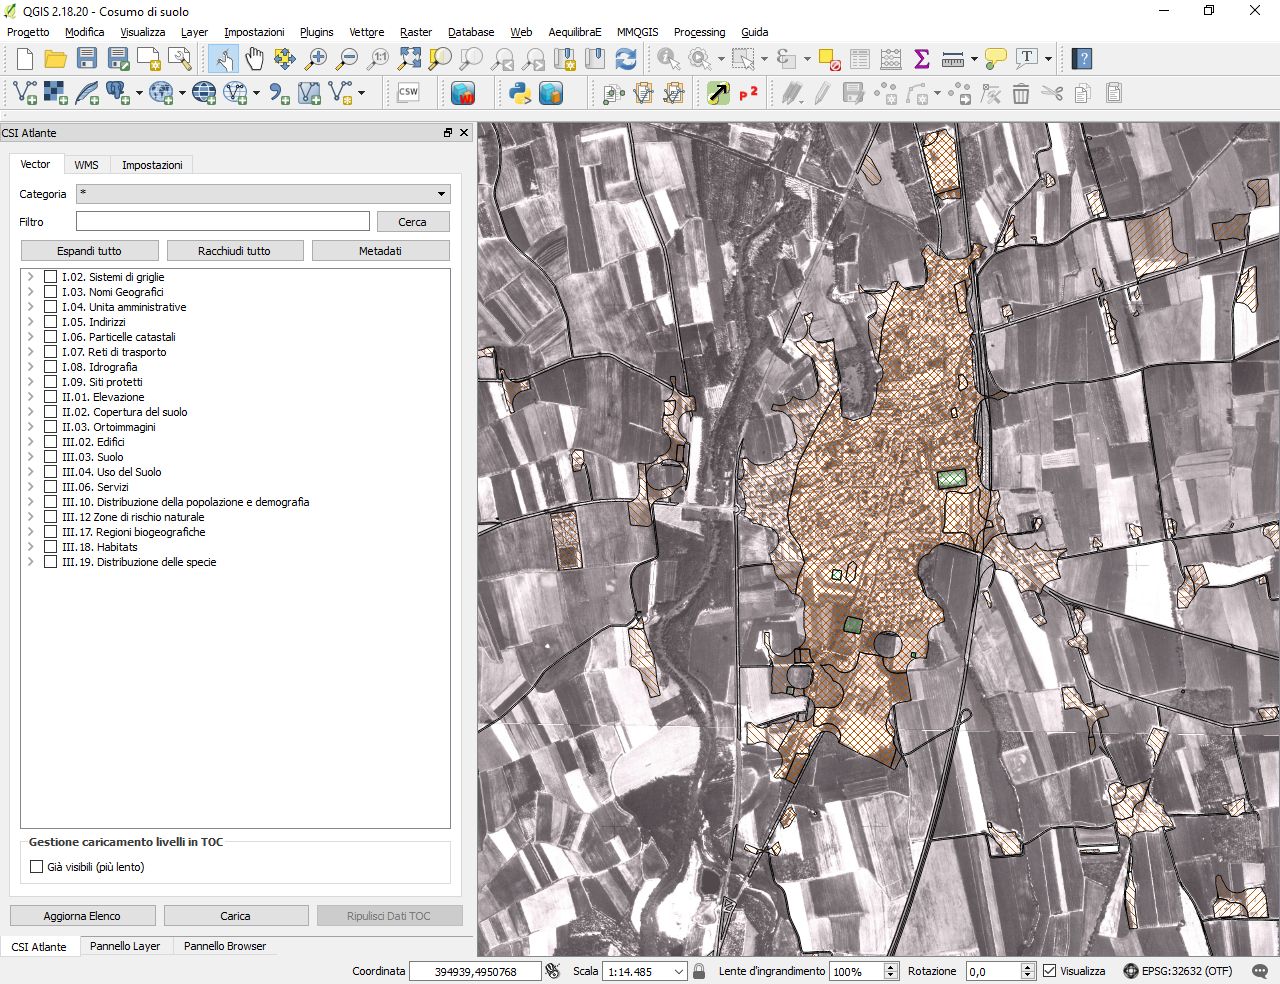 QGIS 2.18.20 - Cosumo di suolo
Progetto Modifica Visualizza Layer Impostazioni Plugins Vettore Raster Database Web AequilibraE MMQGIS Processing Guida
1:1
T
?
CSW
W
P 2
CSI Atlante
Vector WMS Impostazioni
Categoria *
Filtro Cerca
Espandi tutto Racchiudi tutto Metadati
I.02. Sistemi di griglie
I.03. Nomi Geografici
I.04. Unita amministrative
I.05. Indirizzi
I.06. Particelle catastali
I.07. Reti di trasporto
I.08. Idrografia
I.09. Siti protetti
II.01. Elevazione
II.02. Copertura del suolo
II.03. Ortoimmagini
III.02. Edifici
III.03. Suolo
III.04. Uso del Suolo
III.06. Servizi
III.10. Distribuzione della popolazione e demografia
III.12 Zone di rischio naturale
III.17. Regioni biogeografiche
III.18. Habitats
III.19. Distribuzione delle specie
Gestione caricamento livelli in TOC
Già visibili (più lento)
Aggiorna Elenco Carica Ripulisci Dati TOC
CSI Atlante Pannello Layer Pannello Browser
Coordinata 394939,4950768 Scala 1:14.485 Lente d'ingrandimento 100% Rotazione 0,0 Visualizza EPSG:32632 (OTF)